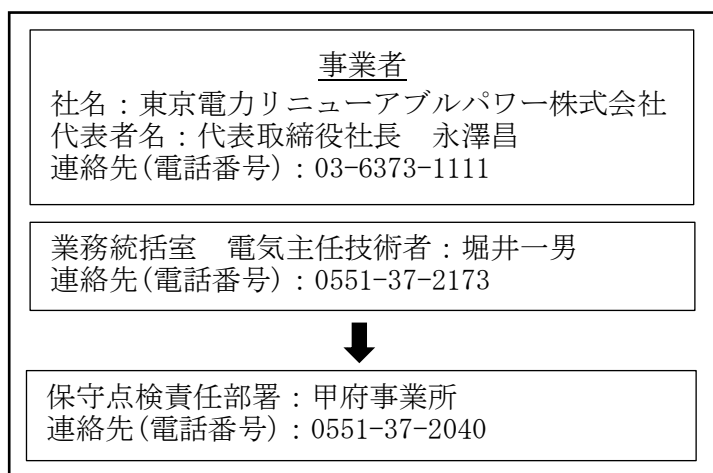 事業者
社名：東京電力リニューアブルパワー株式会社
代表者名：代表取締役社長　永澤昌
連絡先(電話番号)：03-6373-1111
業務統括室　電気主任技術者：堀井一男
連絡先(電話番号)：0551-37-2173
保守点検責任部署：甲府事業所
連絡先(電話番号)：0551-37-2040